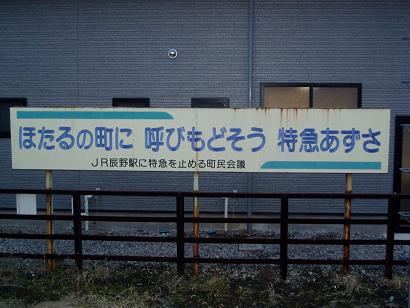 ほたるの町に 呼びもどそう 特急あずさ
JR辰野駅に特急を止める町民会議